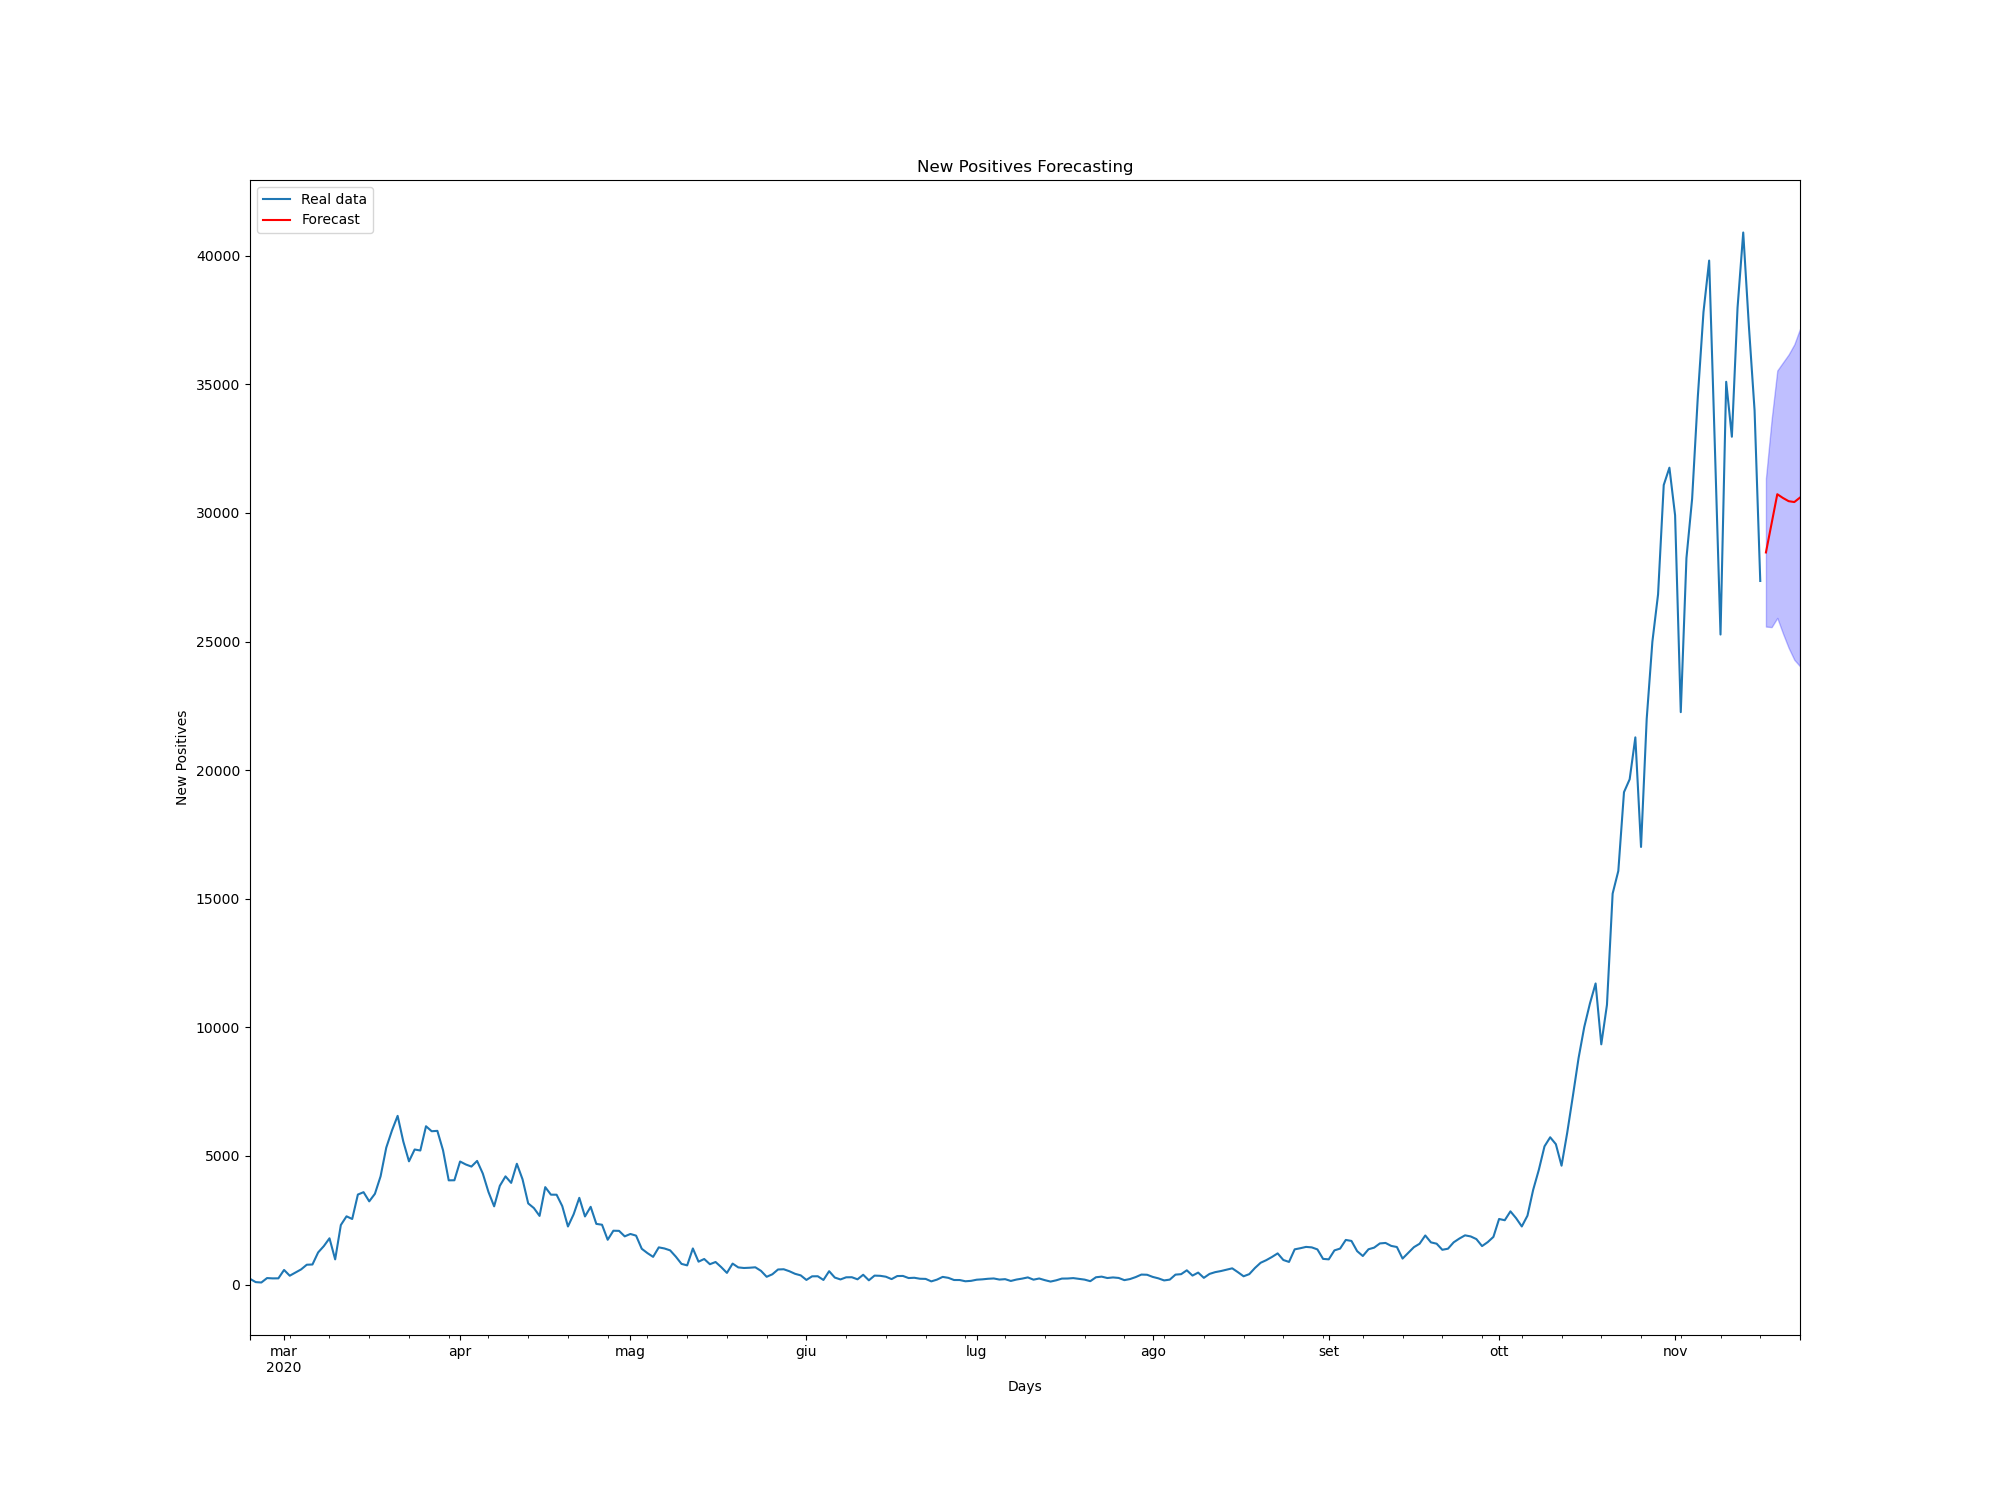 New Positives Forecasting
Real data
Forecast
40000
35000
30000
25000
20000
15000
10000
5000
0
New Positives
mar apr mag giu lug ago set ott nov
2020
Days